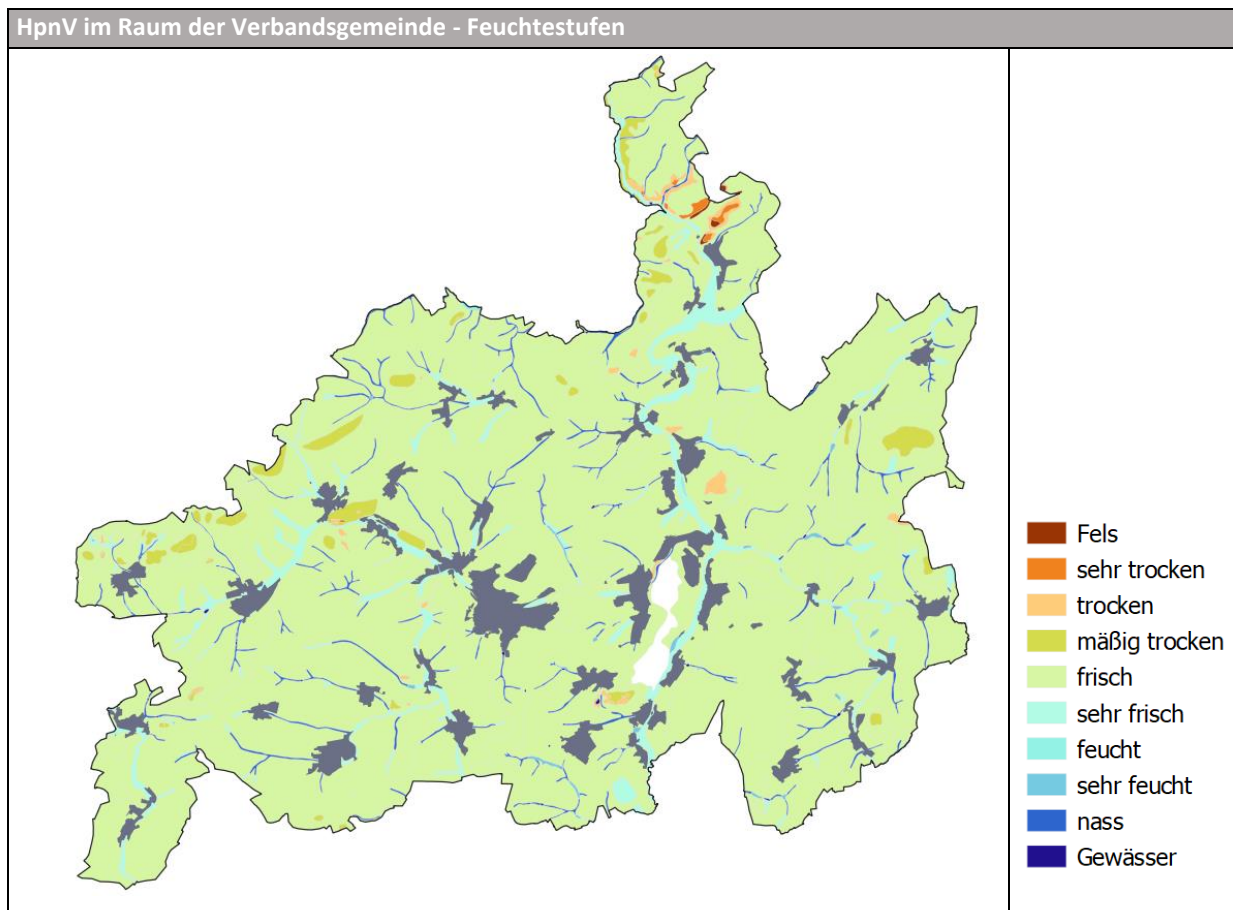 HpnV im Raum der Verbandsgemeinde - Feuchtestufen
Fels
sehr trocken
trocken
mäßig trocken
frisch
sehr frisch
feucht
sehr feucht
nass
Gewässer